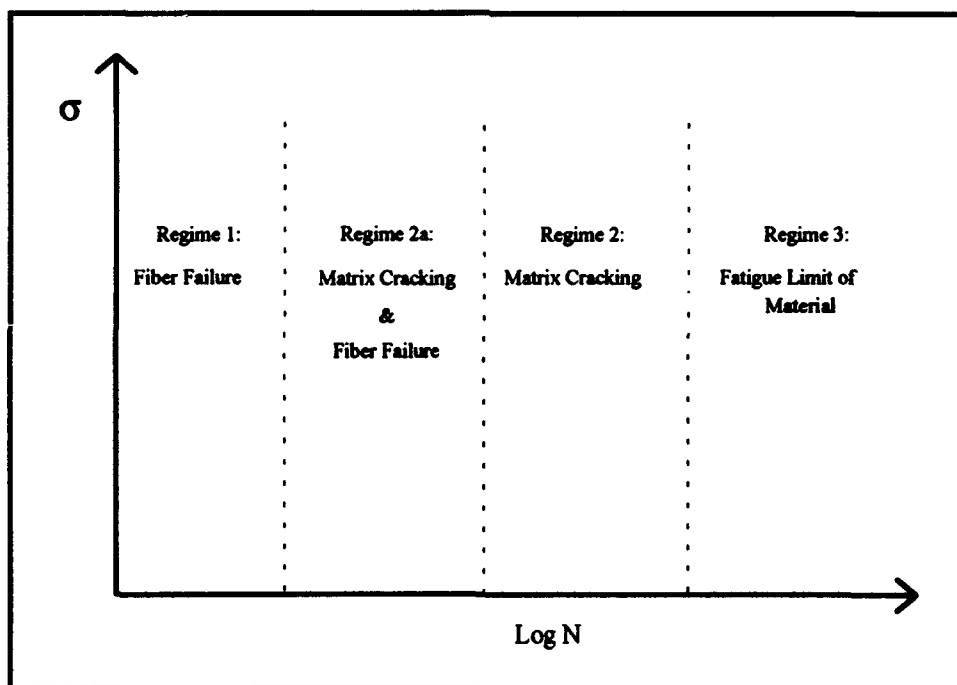 σ
Regime 1:
Fiber Failure
Regime 2a:
Matrix Cracking
&
Fiber Failure
Regime 2:
Matrix Cracking
Regime 3:
Fatigue Limit of
Material
Log N